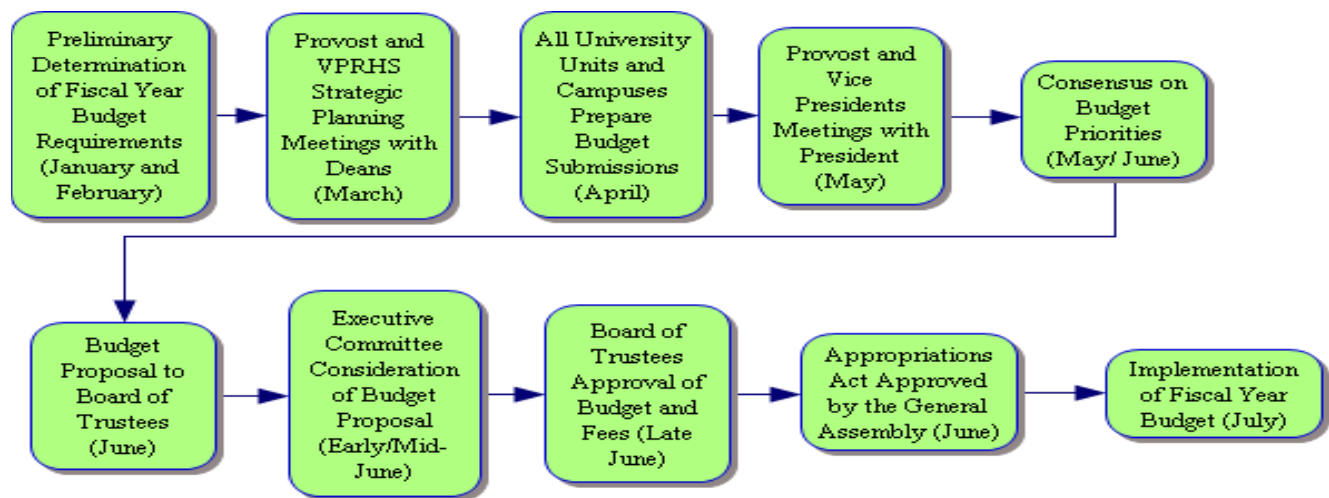 Preliminary
Determination
of Fiscal Year
Budget
Requirements
(January and
February)
Provost and
VPRHS
Strategic
Planning
Meetings with
Deans
(March)
All University
Units and
Campuses
Prepare
Budget
Submissions
(April)
Provost and
Vice
Presidents
Meetings with
President
(May)
Consensus on
Budget
Priorities
(May/ June)
Budget
Proposal to
Board of
Trustees
(June)
Executive
Committee
Consideration
of Budget
Proposal
(Early/Mid-
June)
Board of
Trustees
Approval of
Budget and
Fees (Late
June)
Appropriations
Act Approved
by the General
Assembly (June)
Implementation
of Fiscal Year
Budget (July)